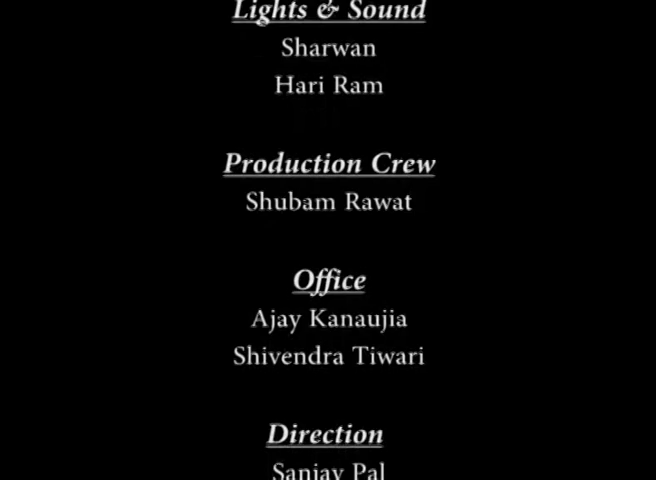 Lights & Sound
Sharwan
Hari Ram
Production Crew
Shubam Rawat
Office
Ajay Kanaujia
Shivendra Tiwari
Direction
Sanjay Pal